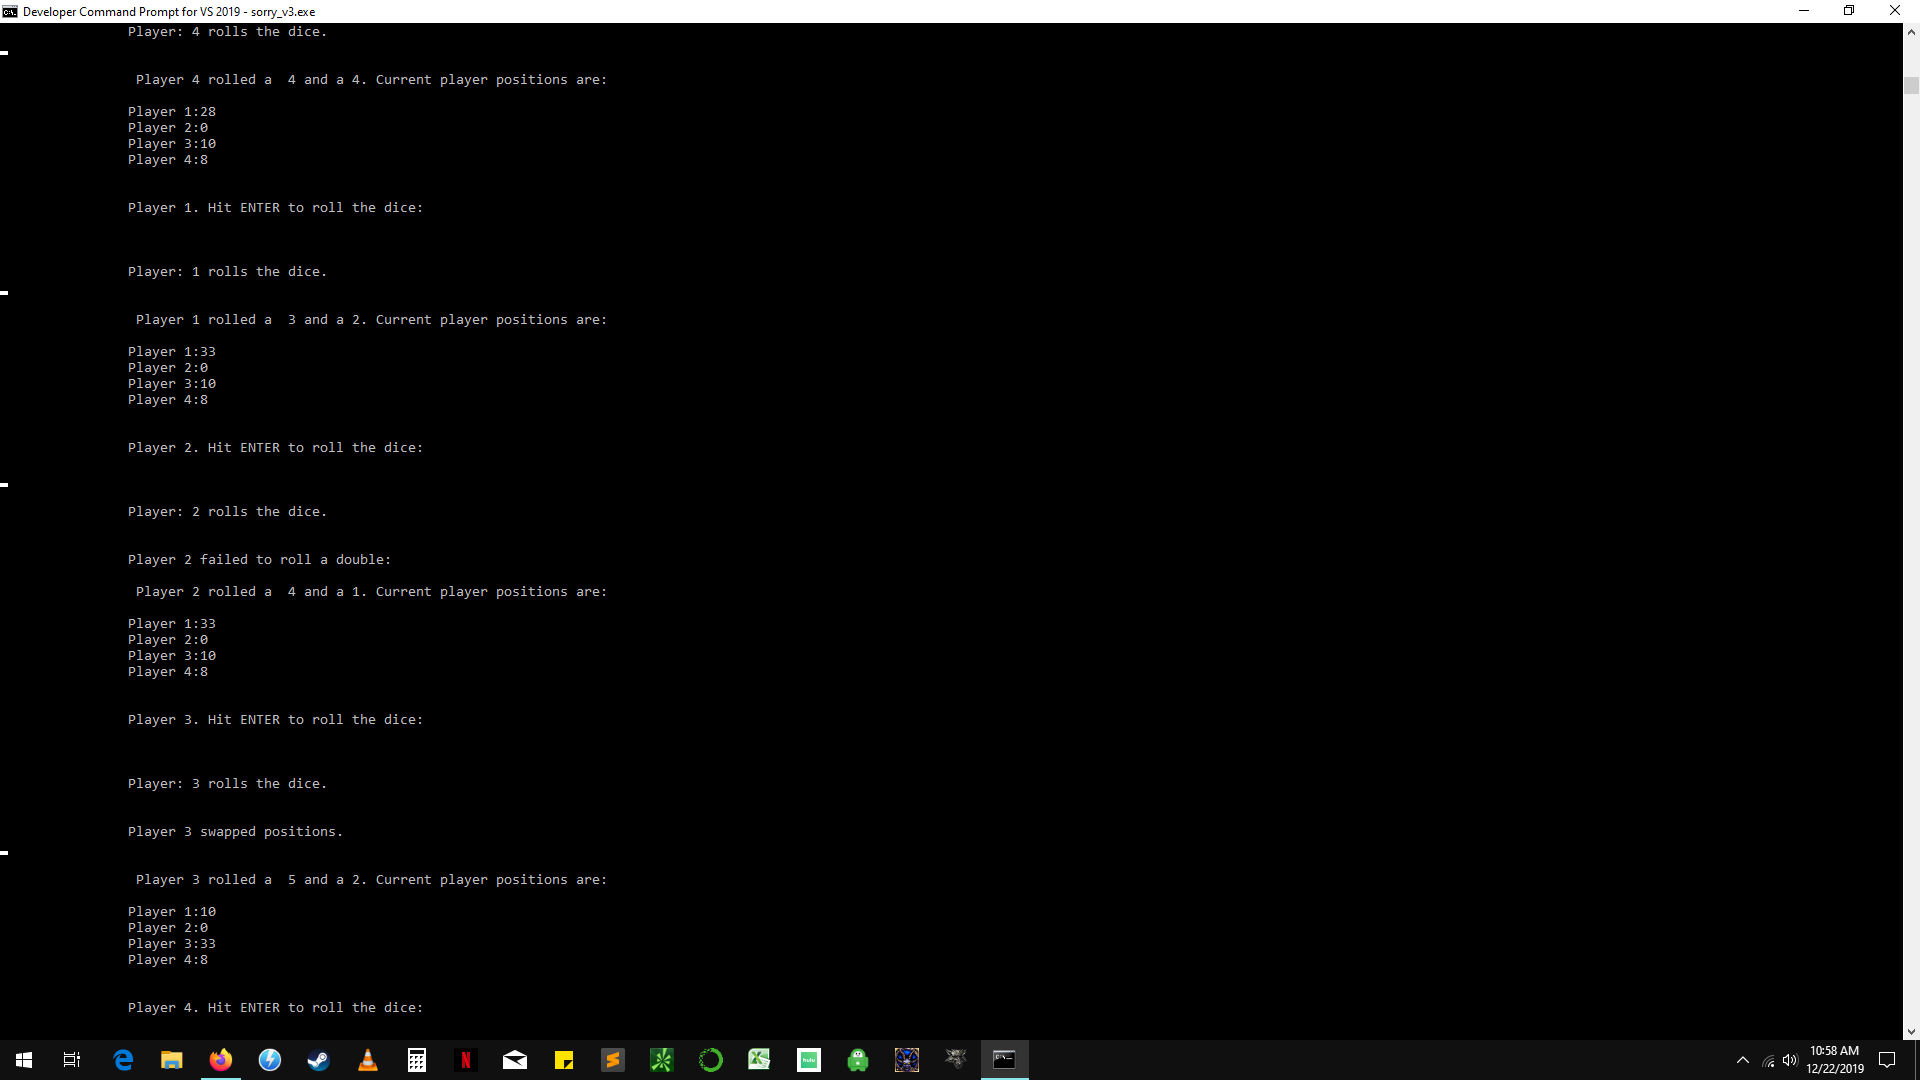 Developer Command Prompt for VS 2019 - sorry_v3.exe
Player: 4 rolls the dice.
Player 4 rolled a  4 and a 4. Current player positions are:
Player 1:28
Player 2:0
Player 3:10
Player 4:8
Player 1. Hit ENTER to roll the dice:
Player: 1 rolls the dice.
Player 1 rolled a  3 and a 2. Current player positions are:
Player 1:33
Player 2:0
Player 3:10
Player 4:8
Player 2. Hit ENTER to roll the dice:
Player: 2 rolls the dice.
Player 2 failed to roll a double:
Player 2 rolled a  4 and a 1. Current player positions are:
Player 1:33
Player 2:0
Player 3:10
Player 4:8
Player 3. Hit ENTER to roll the dice:
Player: 3 rolls the dice.
Player 3 swapped positions.
Player 3 rolled a  5 and a 2. Current player positions are:
Player 1:10
Player 2:0
Player 3:33
Player 4:8
Player 4. Hit ENTER to roll the dice:
10:58 AM
12/22/2019